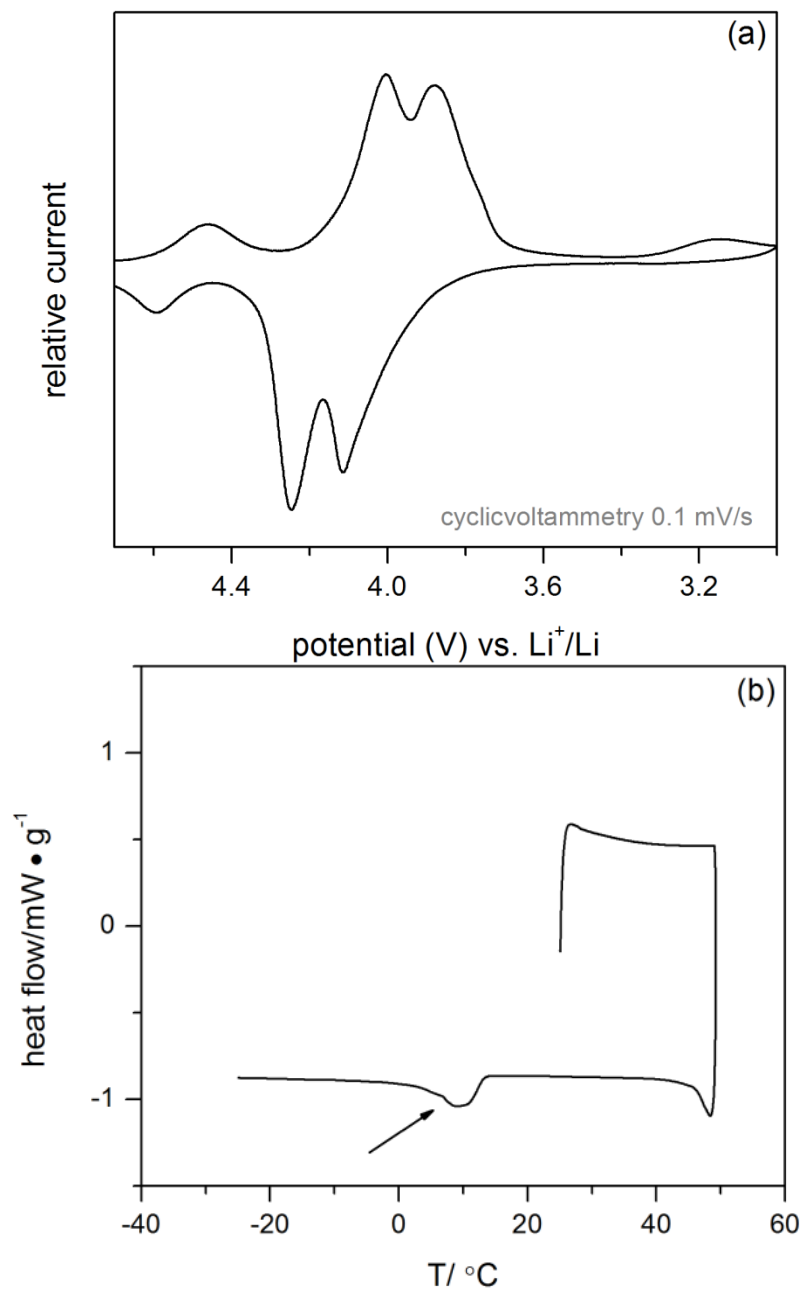 (a)
relative current
cyclicvoltammetry 0.1 mV/s
4.4 4.0 3.6 3.2
potential (V) vs. Li⁺/Li
(b)
1
0
-1
heat flow/mW • g⁻¹
-40 -20 0 20 40 60
T/ °C